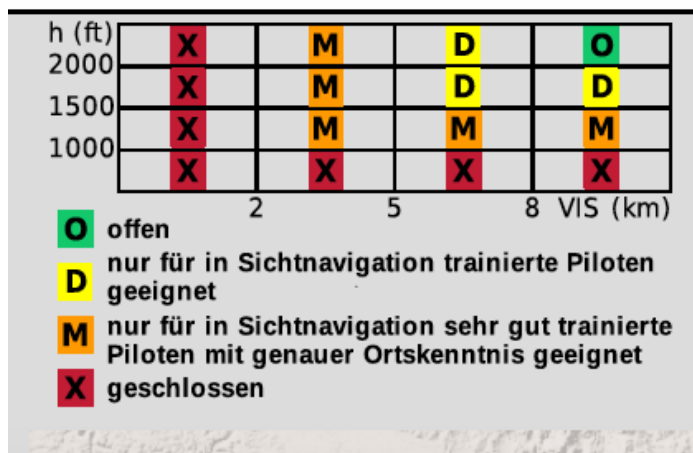 h (ft)
X M D O
2000
X M D D
1500
X M M M
1000
X X X X
2 5 8 VIS (km)
O offen
D nur für in Sichtnavigation trainierte Piloten
geeignet
M nur für in Sichtnavigation sehr gut trainierte
Piloten mit genauer Ortskenntnis geeignet
X geschlossen